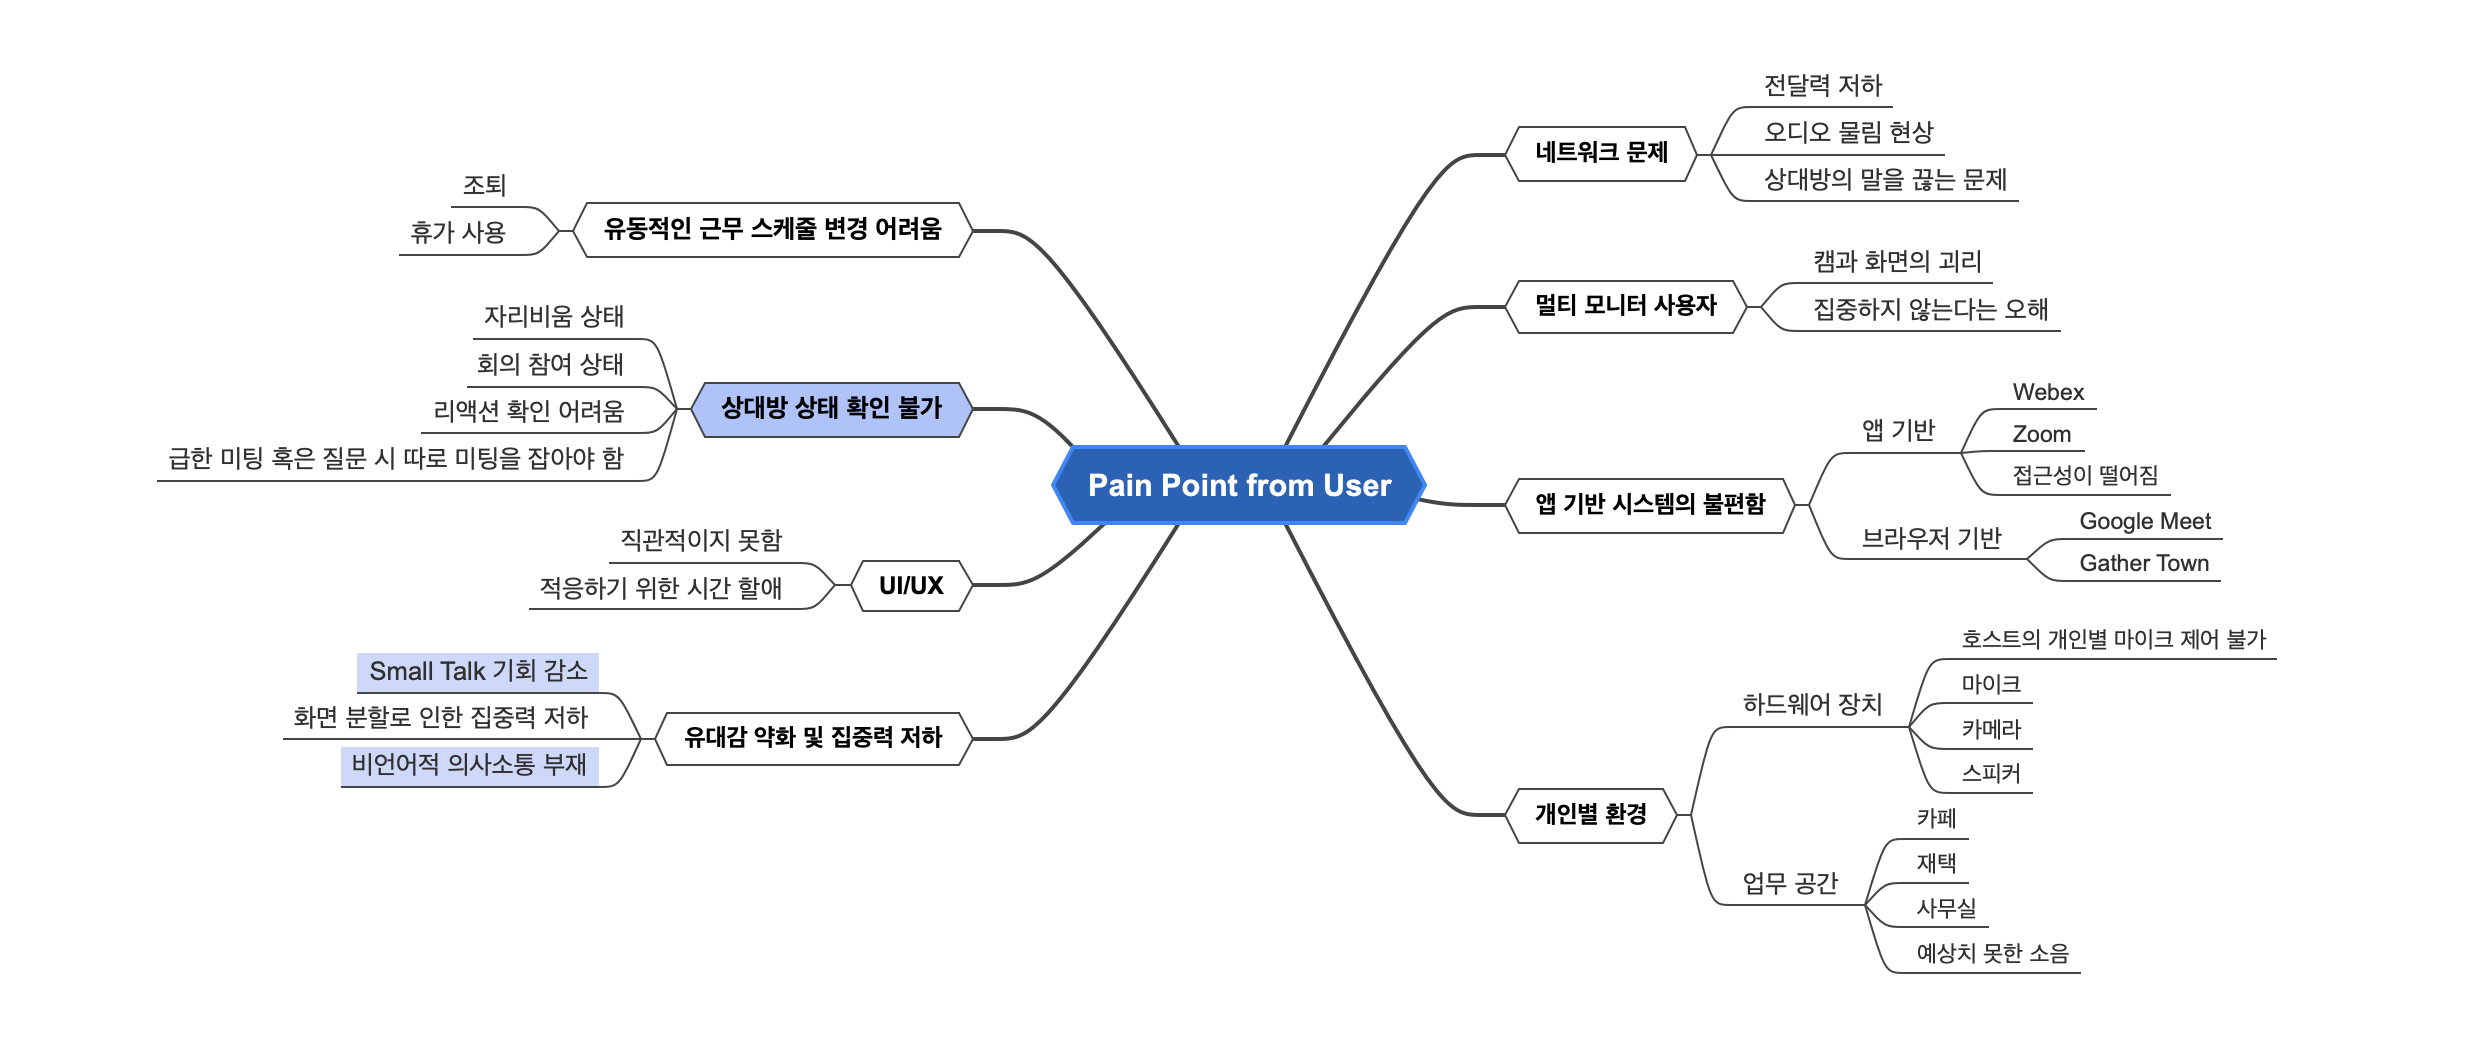 Pain Point from User
네트워크 문제
전달력 저하
오디오 물림 현상
상대방의 말을 끊는 문제
멀티 모니터 사용자
캠과 화면의 괴리
집중하지 않는다는 오해
앱 기반 시스템의 불편함
앱 기반
Webex
Zoom
접근성이 떨어짐
브라우저 기반
Google Meet
Gather Town
개인별 환경
하드웨어 장치
호스트의 개인별 마이크 제어 불가
마이크
카메라
스피커
업무 공간
카페
재택
사무실
예상치 못한 소음
유동적인 근무 스케줄 변경 어려움
조퇴
휴가 사용
상대방 상태 확인 불가
자리비움 상태
회의 참여 상태
리액션 확인 어려움
급한 미팅 혹은 질문 시 따로 미팅을 잡아야 함
UI/UX
직관적이지 못함
적응하기 위한 시간 할애
유대감 약화 및 집중력 저하
Small Talk 기회 감소
화면 분할로 인한 집중력 저하
비언어적 의사소통 부재